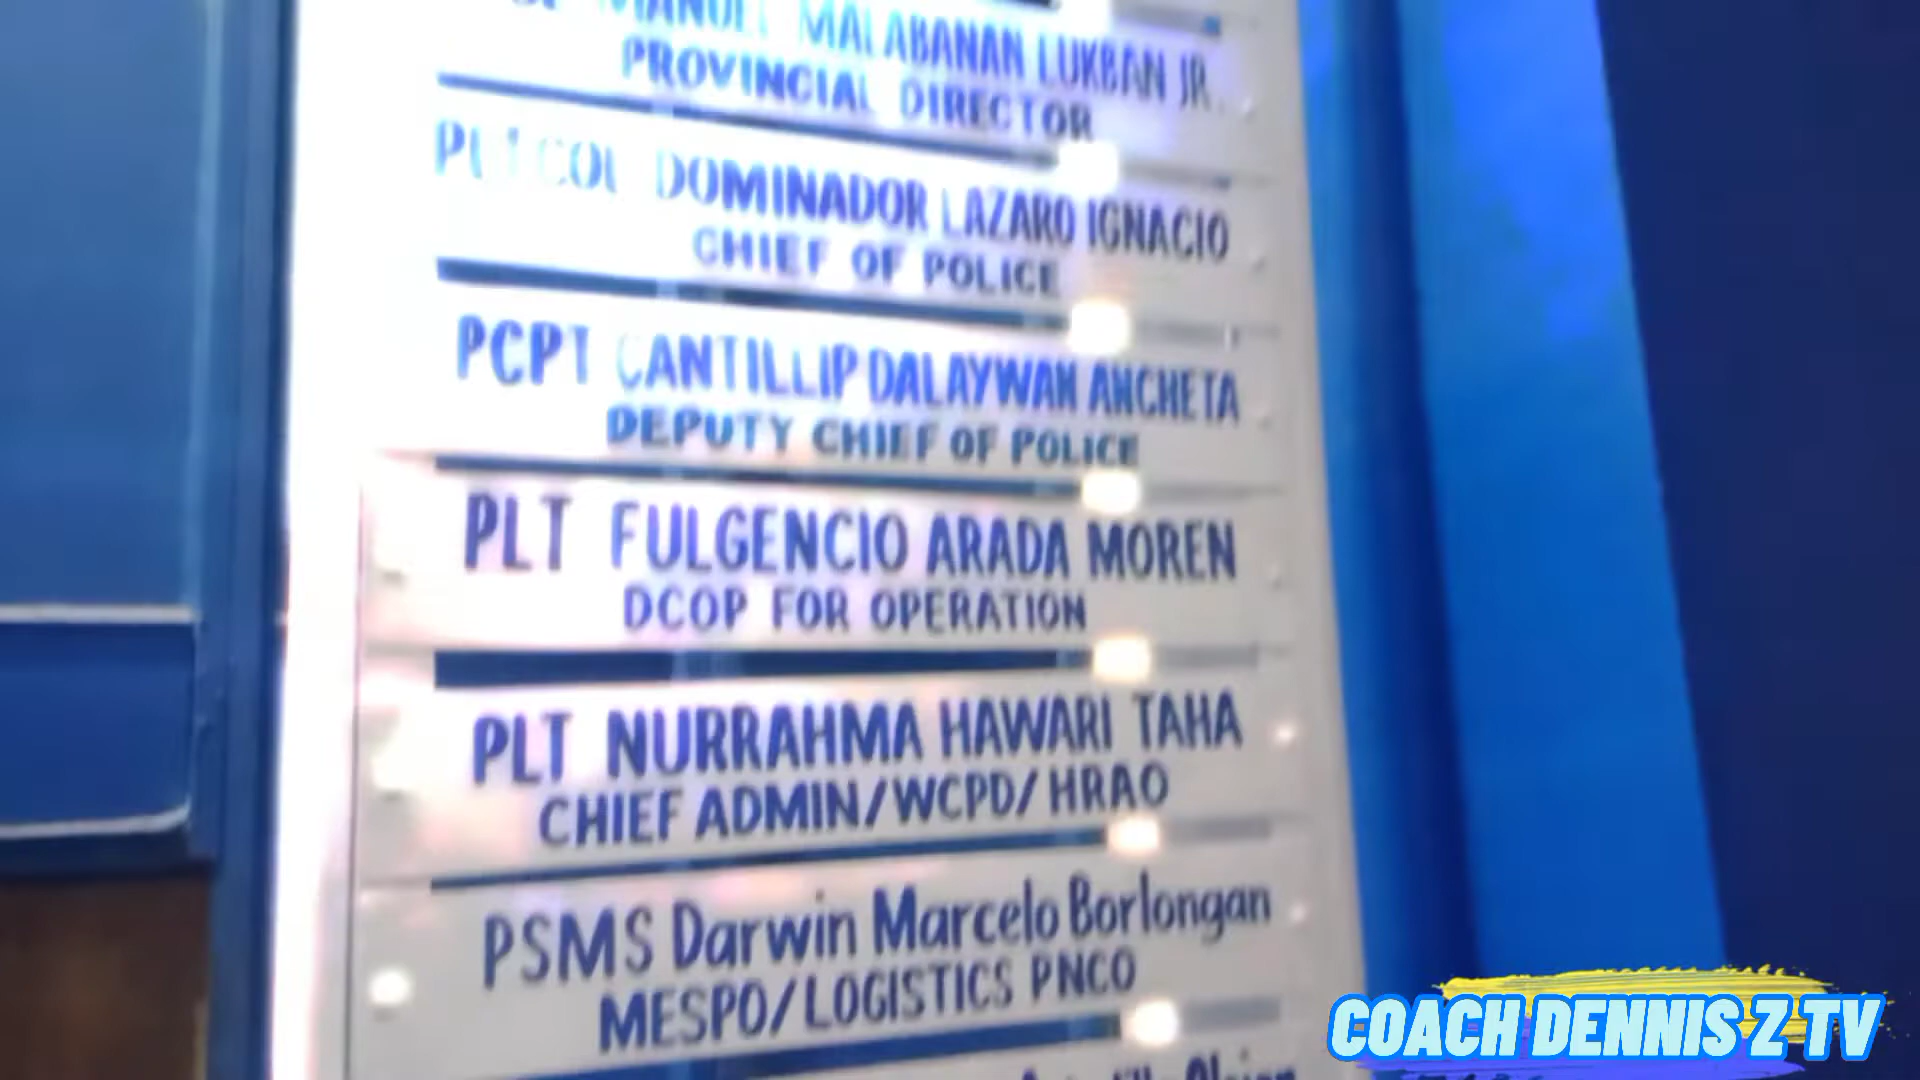 MANUEL MALABANAN LUKBAN JR.
PROVINCIAL DIRECTOR
PLTCOL DOMINADOR LAZARO IGNACIO
CHIEF OF POLICE
PCPT CANTILLIP DALAYWAN ANCHETA
DEPUTY CHIEF OF POLICE
PLT FULGENCIO ARADA MOREN
DCOP FOR OPERATION
PLT NURRAHMA HAWARI TAHA
CHIEF ADMIN/WCPD/HRAO
PSMS Darwin Marcelo Borlongan
MESPO/LOGISTICS PNCO
COACH DENNIS Z TV